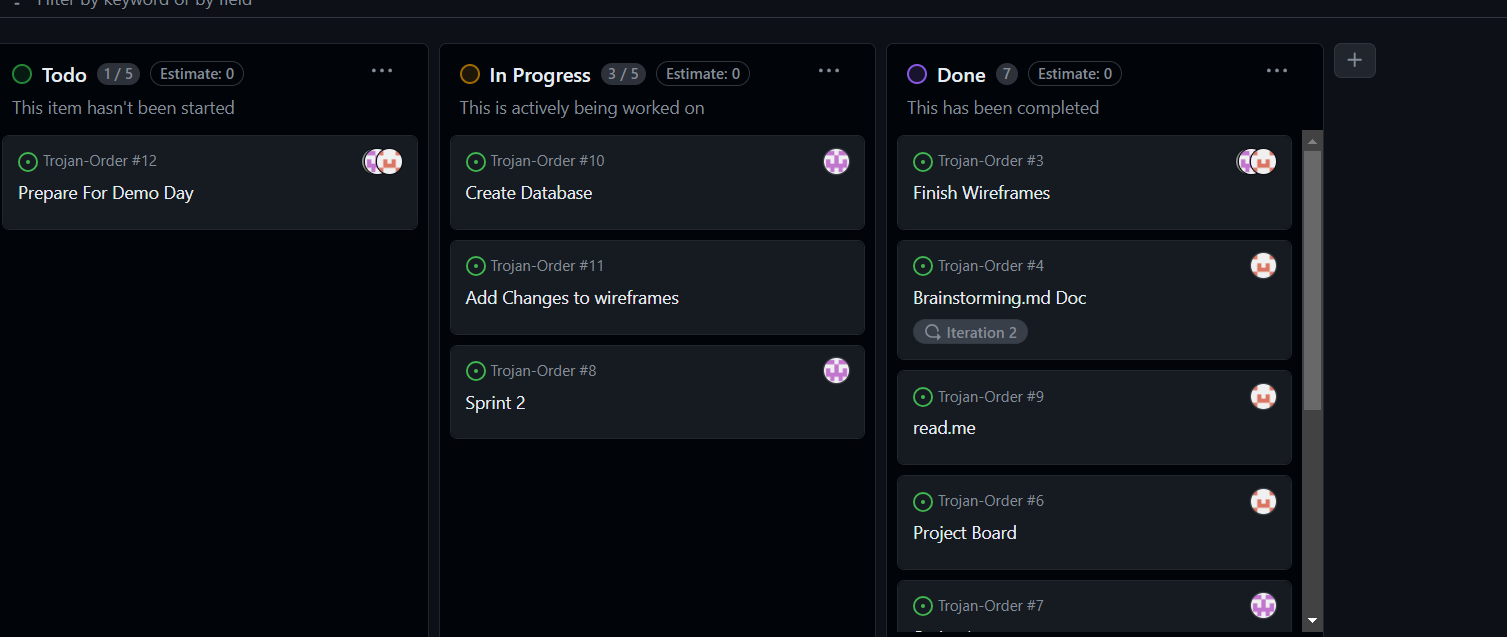 Filter by keyword or by field
Todo 1 / 5 Estimate: 0
This item hasn't been started
Trojan-Order #12
Prepare For Demo Day
In Progress 3 / 5 Estimate: 0
This is actively being worked on
Trojan-Order #10
Create Database
Trojan-Order #11
Add Changes to wireframes
Trojan-Order #8
Sprint 2
Done 7 Estimate: 0
This has been completed
Trojan-Order #3
Finish Wireframes
Trojan-Order #4
Brainstorming.md Doc
Iteration 2
Trojan-Order #9
read.me
Trojan-Order #6
Project Board
Trojan-Order #7